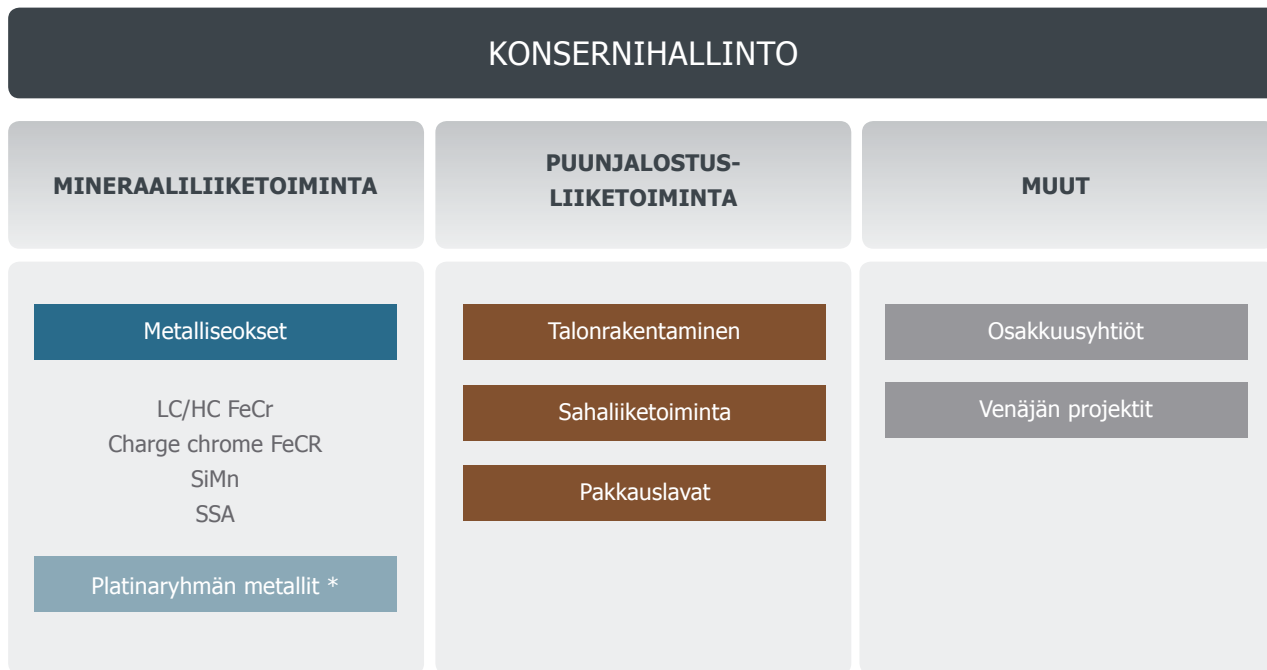 KONSERNIHALLINTO
MINERAALILIIKETOIMINTA
Metalliseokset
LC/HC FeCr
Charge chrome FeCR
SiMn
SSA
Platinaryhmän metallit *
PUUNJALOSTUS-
LIIKETOIMINTA
Talonrakentaminen
Sahaliiketoiminta
Pakkauslavat
MUUT
Osakkuusyhtiöt
Venäjän projektit